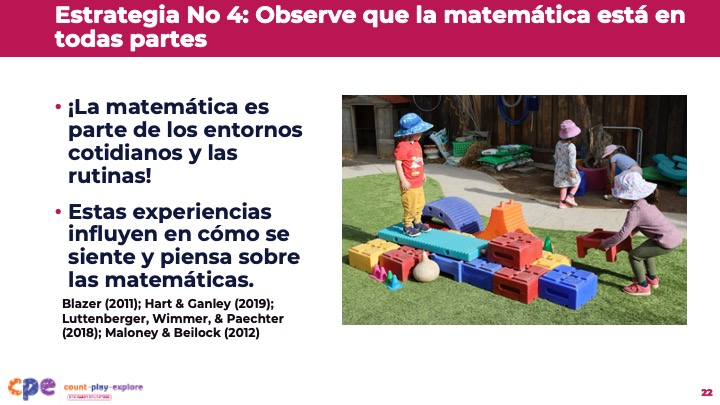 Estrategia No 4: Observe que la matemática está en
todas partes
• ¡La matemática es
parte de los entornos
cotidianos y las
rutinas!
• Estas experiencias
influyen en cómo se
siente y piensa sobre
las matemáticas.
Blazer (2011); Hart & Ganley (2019);
Luttenberger, Wimmer, & Paechter
(2018); Maloney & Beilock (2012)
cpe count·play·explore
22